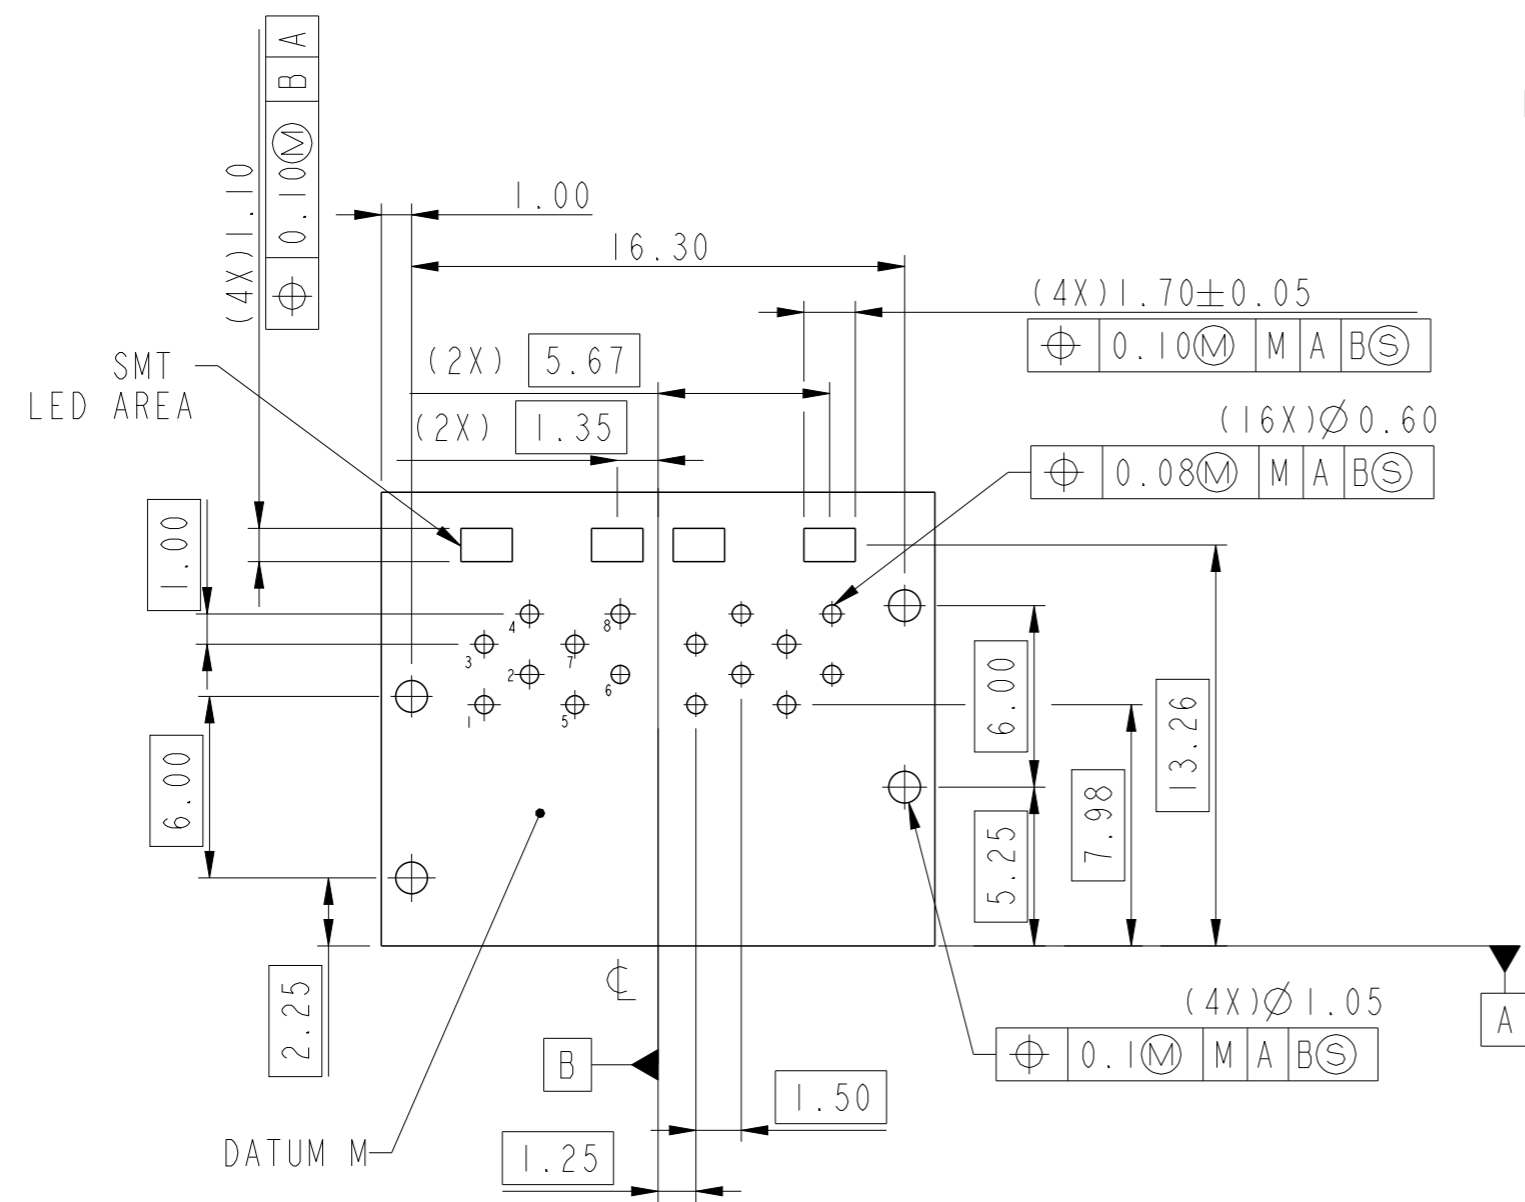 (4X)1.10
⌖ 0.10Ⓜ B A
1.00
16.30
(4X)1.70±0.05
⌖ 0.10Ⓜ M A BⓈ
(2X) 5.67
(2X) 1.35
SMT
LED AREA
(16X)Ø0.60
⌖ 0.08Ⓜ M A BⓈ
1.00
4
8
3
7
2
6
1
5
6.00
6.00
13.26
7.98
5.25
2.25
℄
B
(4X)Ø1.05
⌖ 0.1Ⓜ M A BⓈ
A
1.50
DATUM M
1.25